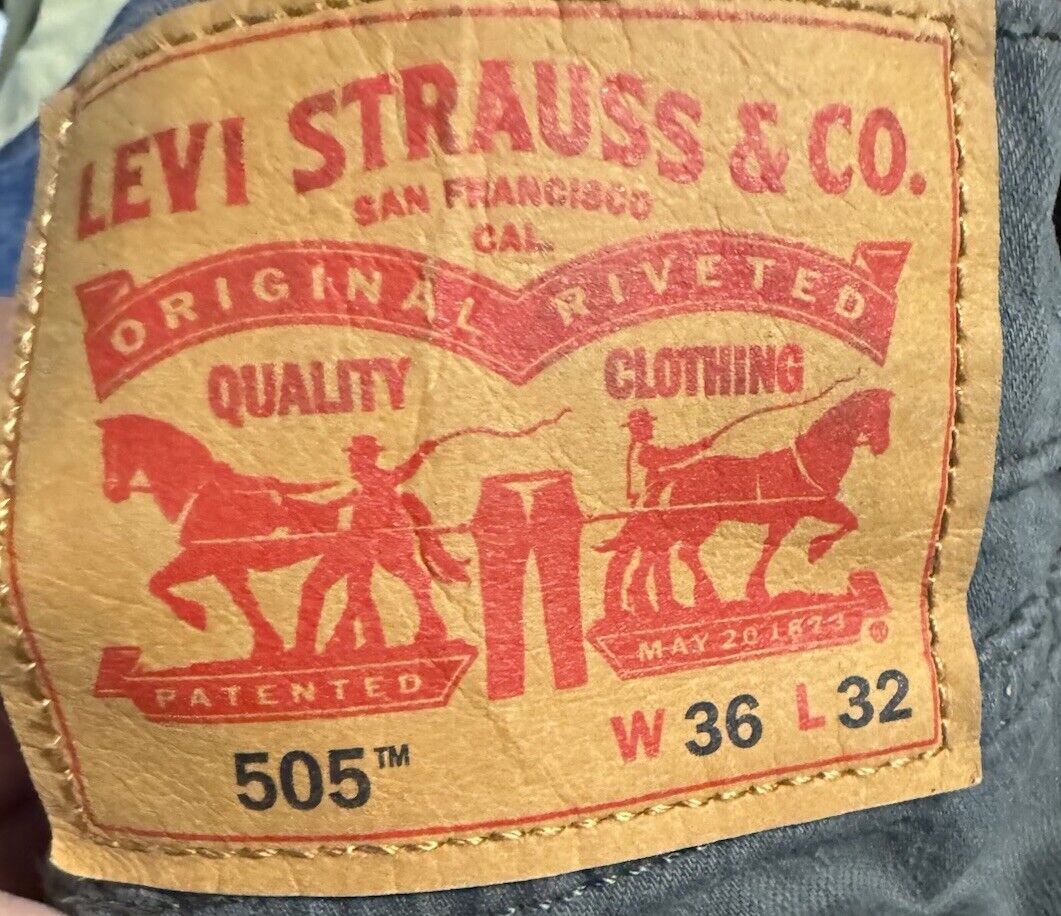 LEVI STRAUSS & CO.
SAN FRANCISCO
CAL.
ORIGINAL RIVETED
QUALITY CLOTHING
PATENTED MAY 20 1873 ®
505™ W 36 L 32